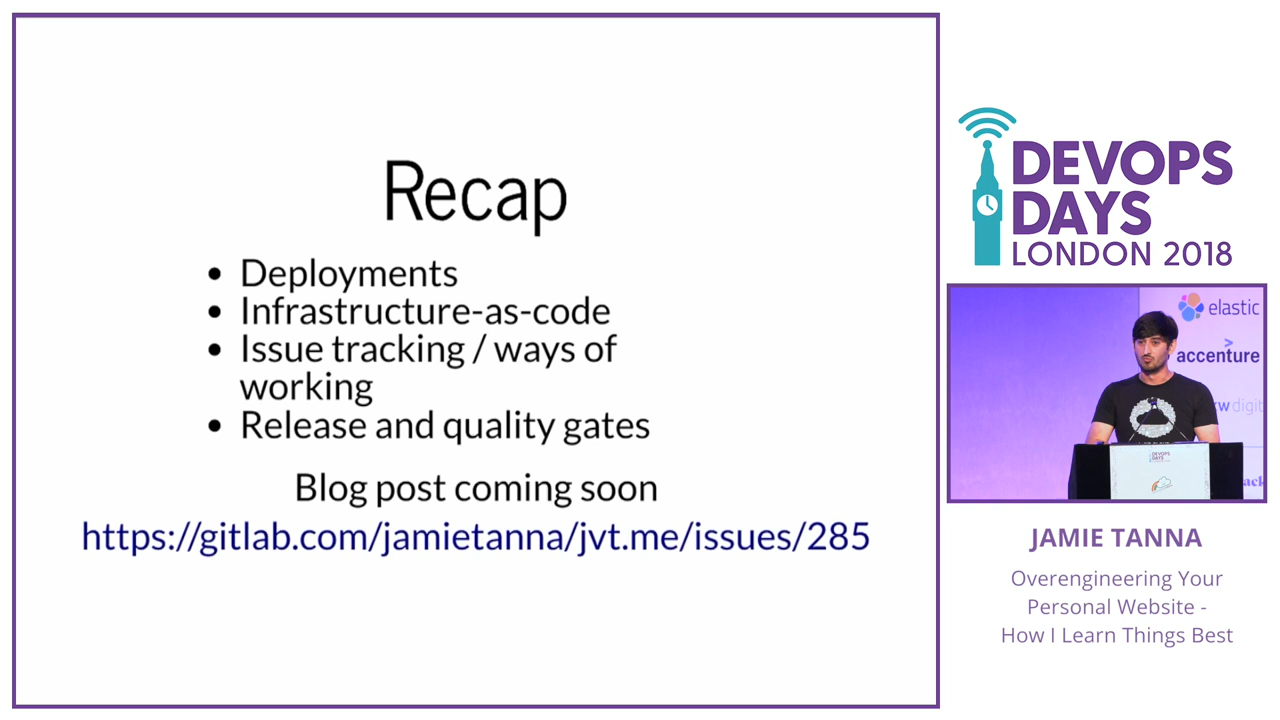 Recap
• Deployments
• Infrastructure-as-code
• Issue tracking / ways of
working
• Release and quality gates
Blog post coming soon
https://gitlab.com/jamietanna/jvt.me/issues/285
DEVOPS
DAYS
LONDON 2018
elastic
accenture
DEVOPS
DAYS
JAMIE TANNA
Overengineering Your
Personal Website -
How I Learn Things Best